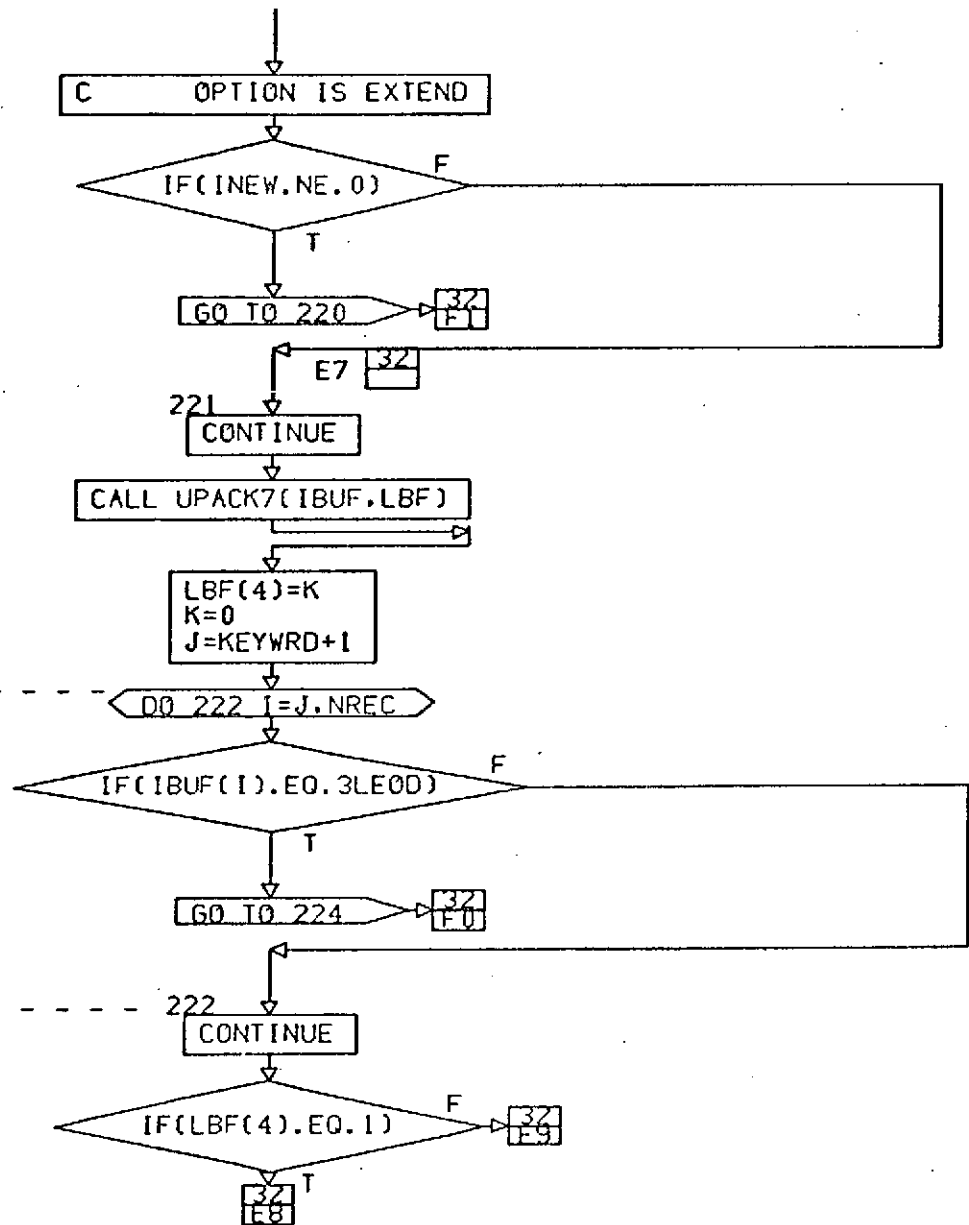 C OPTION IS EXTEND
IF(INEW.NE.0)
F
T
GO TO 220
32
F1
E7
32
221
CONTINUE
CALL UPACK7(IBUF,LBF)
LBF(4)=K
K=0
J=KEYWRD+1
DO 222 I=J,NREC
IF(IBUF(I).EQ.3LEOD)
F
T
GO TO 224
32
F0
222
CONTINUE
IF(LBF(4).EQ.1)
F
32
E9
T
32
E8